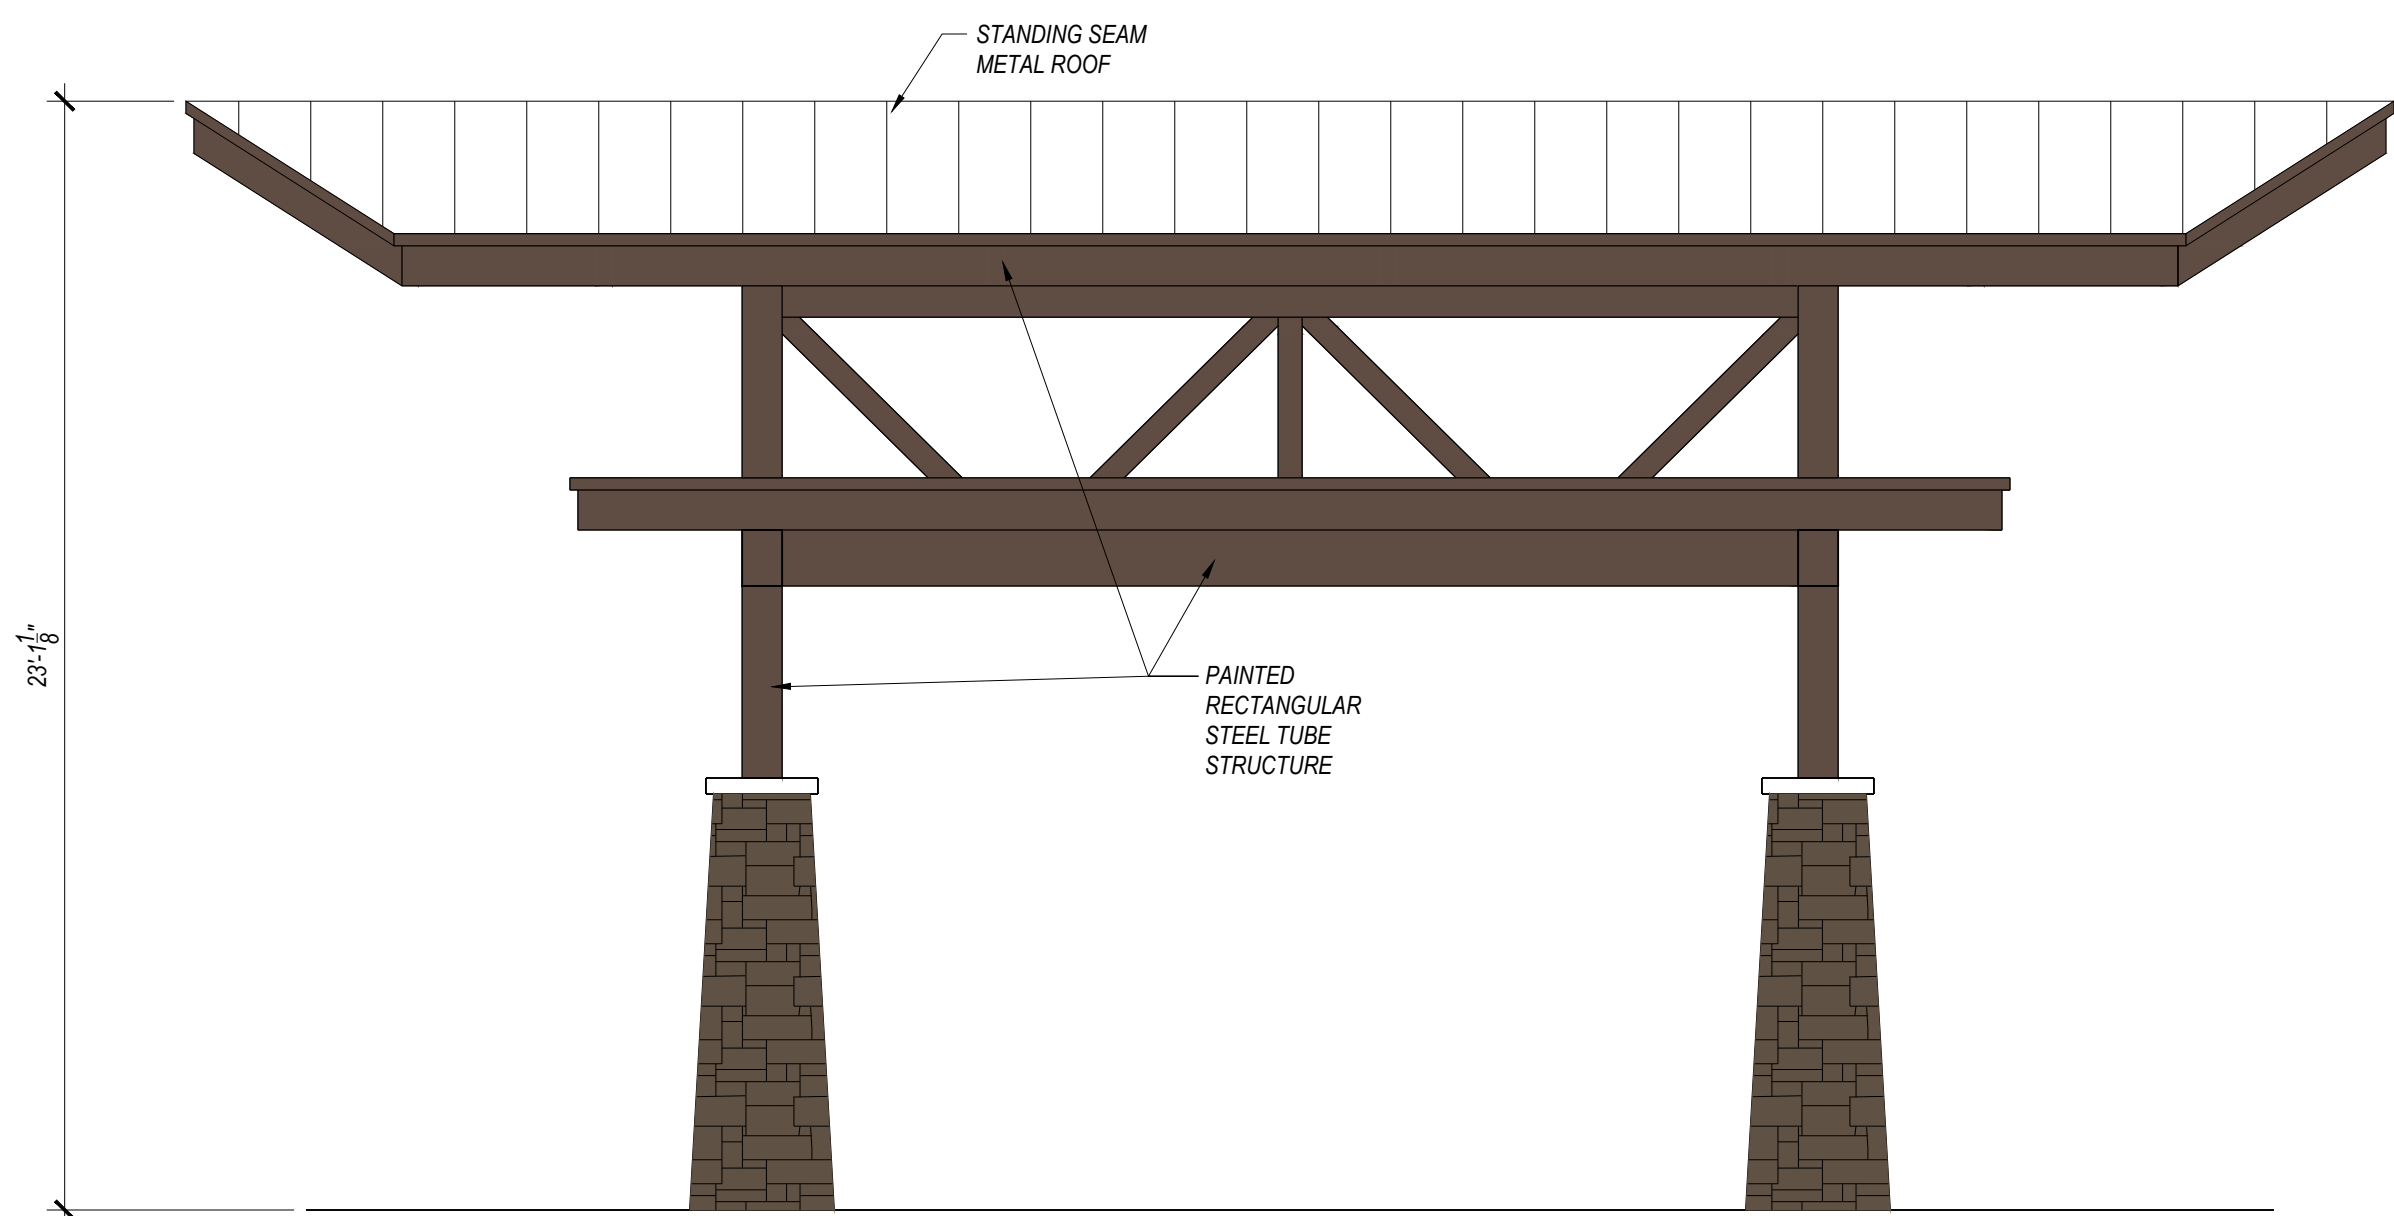 STANDING SEAM
METAL ROOF
23'-1 1/8"
PAINTED
RECTANGULAR
STEEL TUBE
STRUCTURE